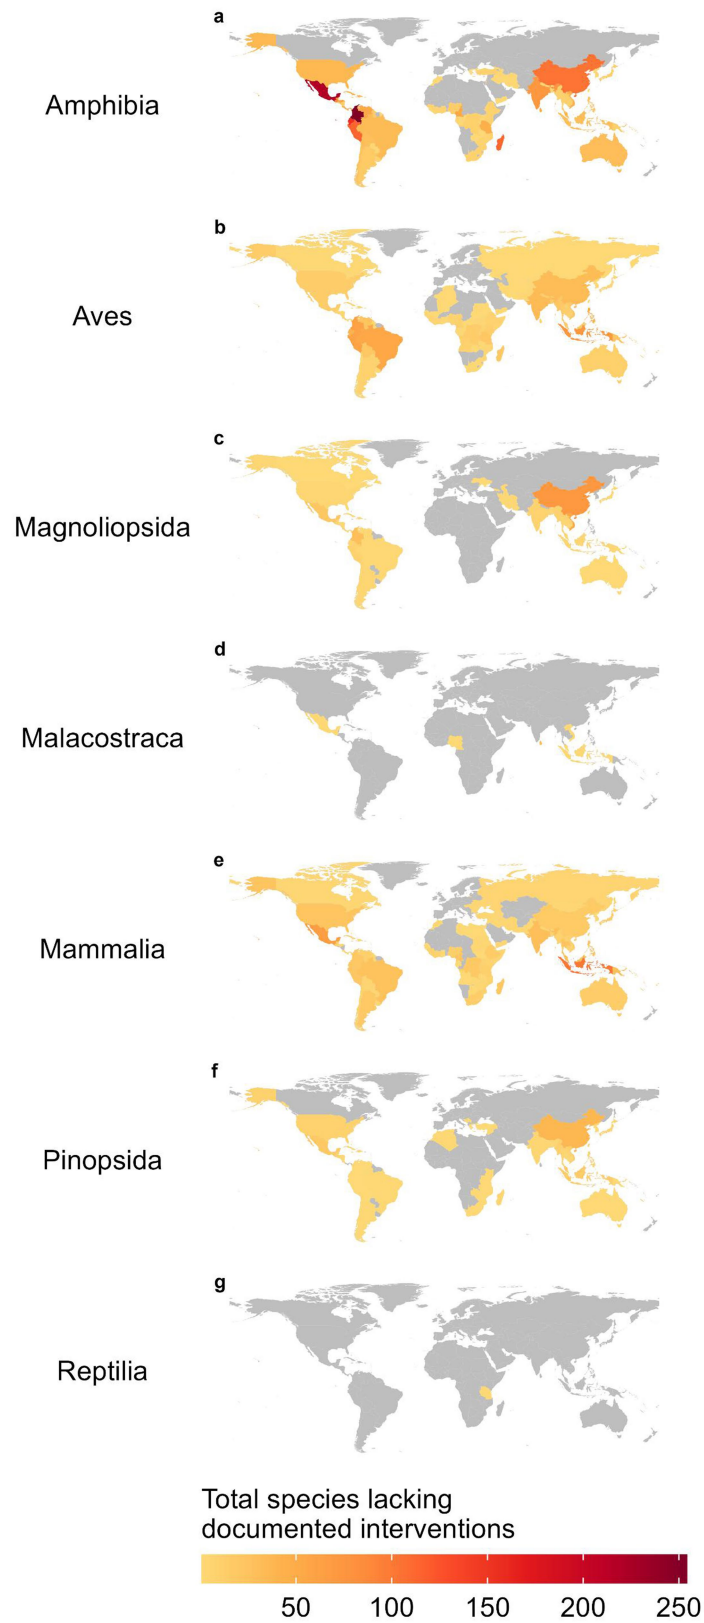 a
Amphibia
b
Aves
c
Magnoliopsida
d
Malacostraca
e
Mammalia
f
Pinopsida
g
Reptilia
Total species lacking
documented interventions
50 100 150 200 250